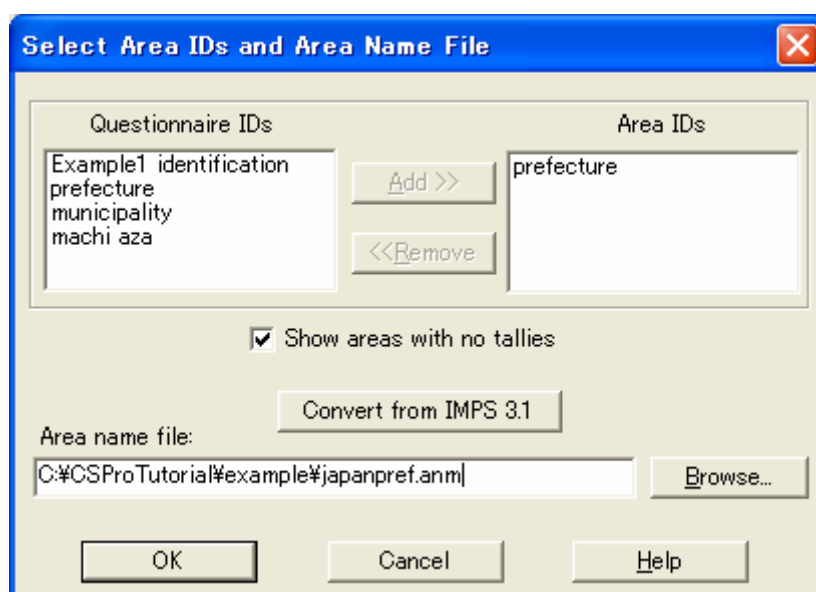 Select Area IDs and Area Name File
Questionnaire IDs
Area IDs
Example1 identification
prefecture
municipality
machi aza
Add >>
<<Remove
prefecture
Show areas with no tallies
Convert from IMPS 3.1
Area name file:
C:¥CSProTutorial¥example¥japanpref.anm
Browse...
OK
Cancel
Help